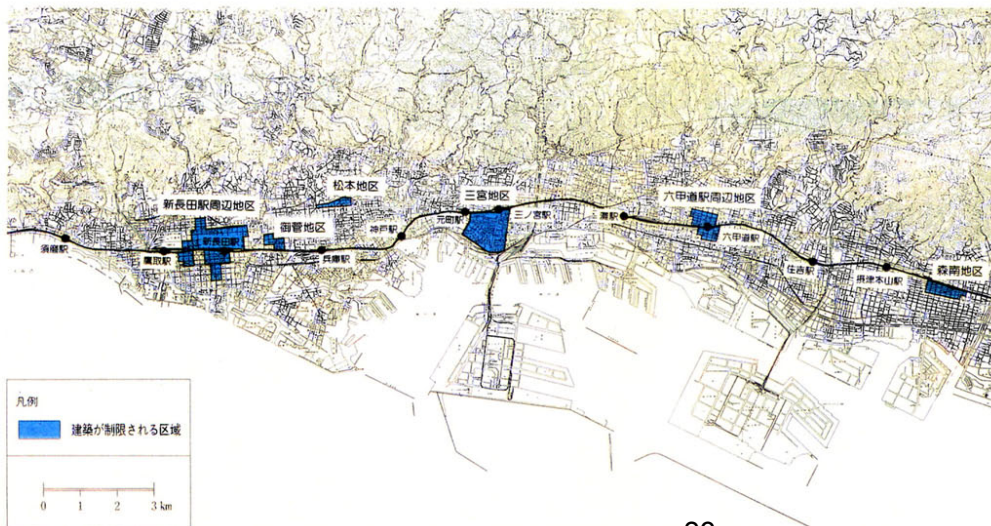 松本地区
三宮地区
新長田駅周辺地区
六甲道駅周辺地区
御菅地区
元町駅
三ノ宮駅
灘駅
新長田駅
神戸駅
六甲道駅
須磨駅
鷹取駅
兵庫駅
住吉駅
摂津本山駅
森南地区
凡例
建築が制限される区域
0 1 2 3 km